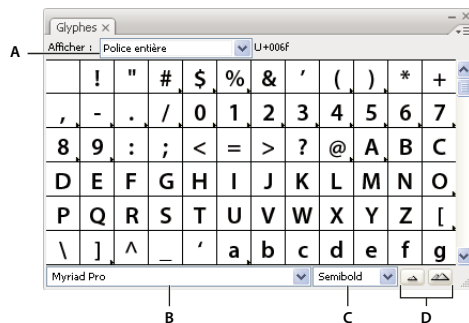 Glyphes ×
A Afficher : Police entière U+006f
! " # $ % & ' ( ) * +
, - . / 0 1 2 3 4 5 6 7
8 9 : ; < = > ? @ A B C
D E F G H I J K L M N O
P Q R S T U V W X Y Z [
\ ] ^ _ ‘ a b c d e f g
Myriad Pro Semibold
B C D